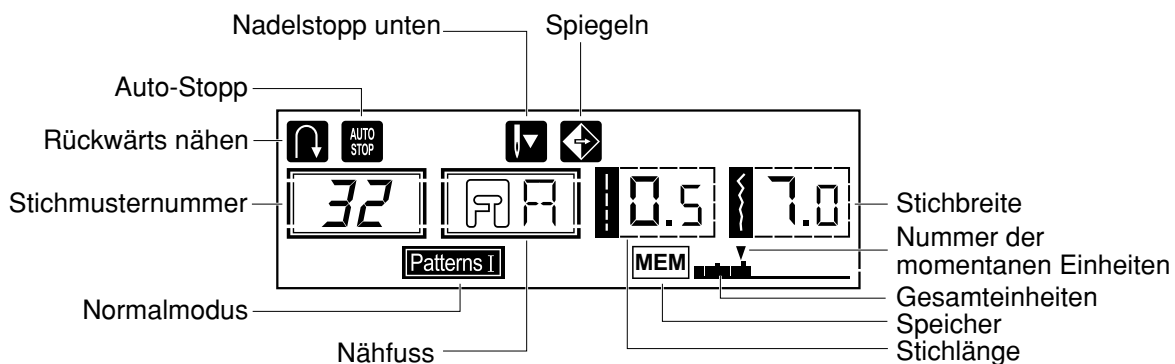 Nadelstopp unten
Spiegeln
Auto-Stopp
Rückwärts nähen
AUTO
STOP
Stichmusternummer
32
A
0.5
7.0
Stichbreite
Nummer der
momentanen Einheiten
Patterns I
MEM
Gesamteinheiten
Normalmodus
Speicher
Nähfuss
Stichlänge